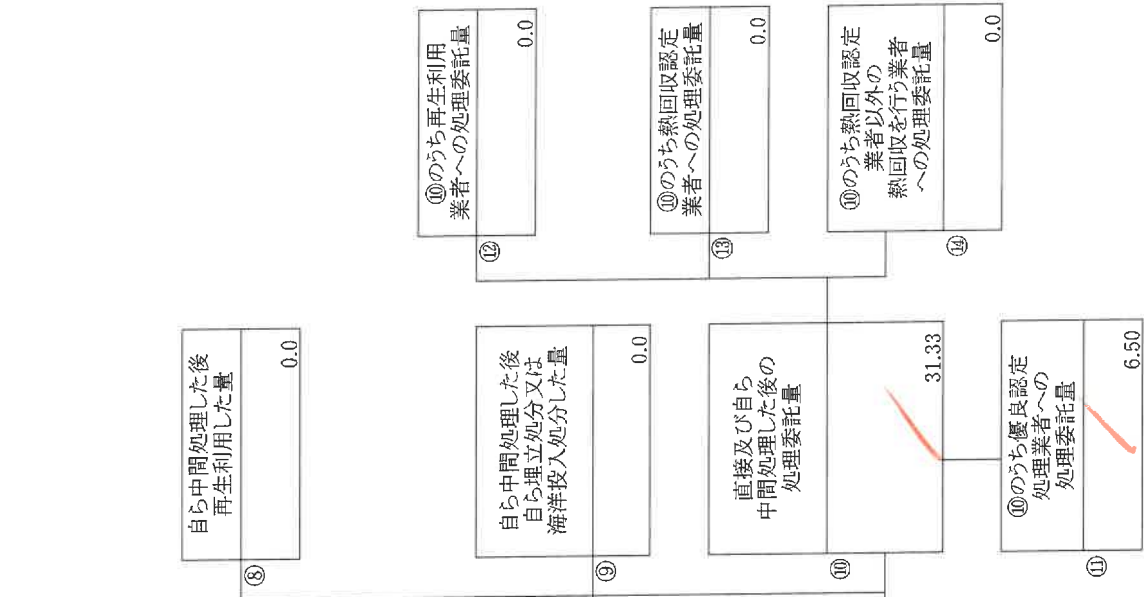 ⑧
自ら中間処理した後
再生利用した量
0.0
⑨
自ら中間処理した後
自ら埋立処分又は
海洋投入処分した量
0.0
⑩
直接及び自ら
中間処理した後の
処理委託量
31.33
⑪
⑩のうち優良認定
処理業者への
処理委託量
6.50
⑫
⑩のうち再生利用
業者への処理委託量
0.0
⑬
⑩のうち熱回収認定
業者への処理委託量
0.0
⑭
⑩のうち熱回収認定
業者以外の
熱回収を行う業者
への処理委託量
0.0